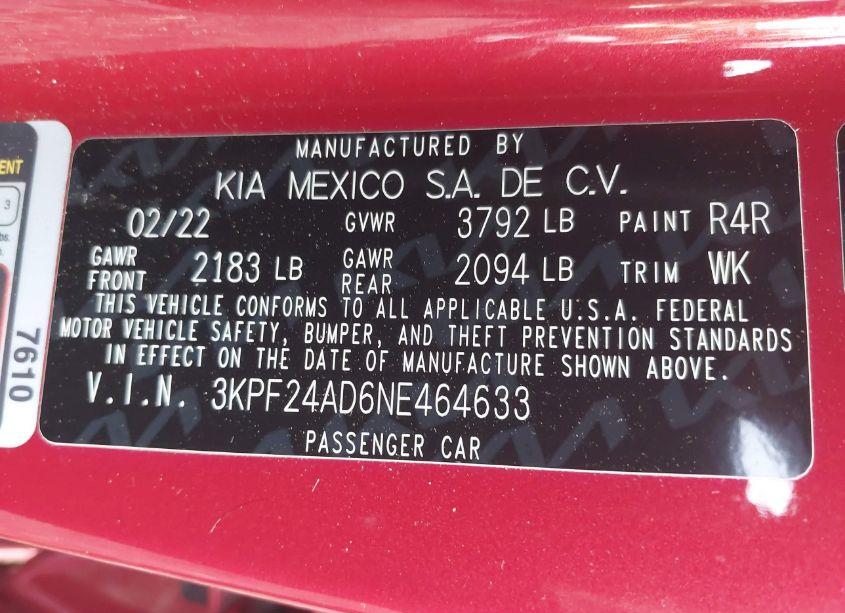 MANUFACTURED BY
KIA MEXICO S.A. DE C.V.
02/22 GVWR 3792 LB PAINT R4R
GAWR FRONT 2183 LB GAWR REAR 2094 LB TRIM WK
THIS VEHICLE CONFORMS TO ALL APPLICABLE U.S.A. FEDERAL
MOTOR VEHICLE SAFETY, BUMPER, AND THEFT PREVENTION STANDARDS
IN EFFECT ON THE DATE OF MANUFACTURE SHOWN ABOVE.
V.I.N. 3KPF24AD6NE464633
PASSENGER CAR
3
7610